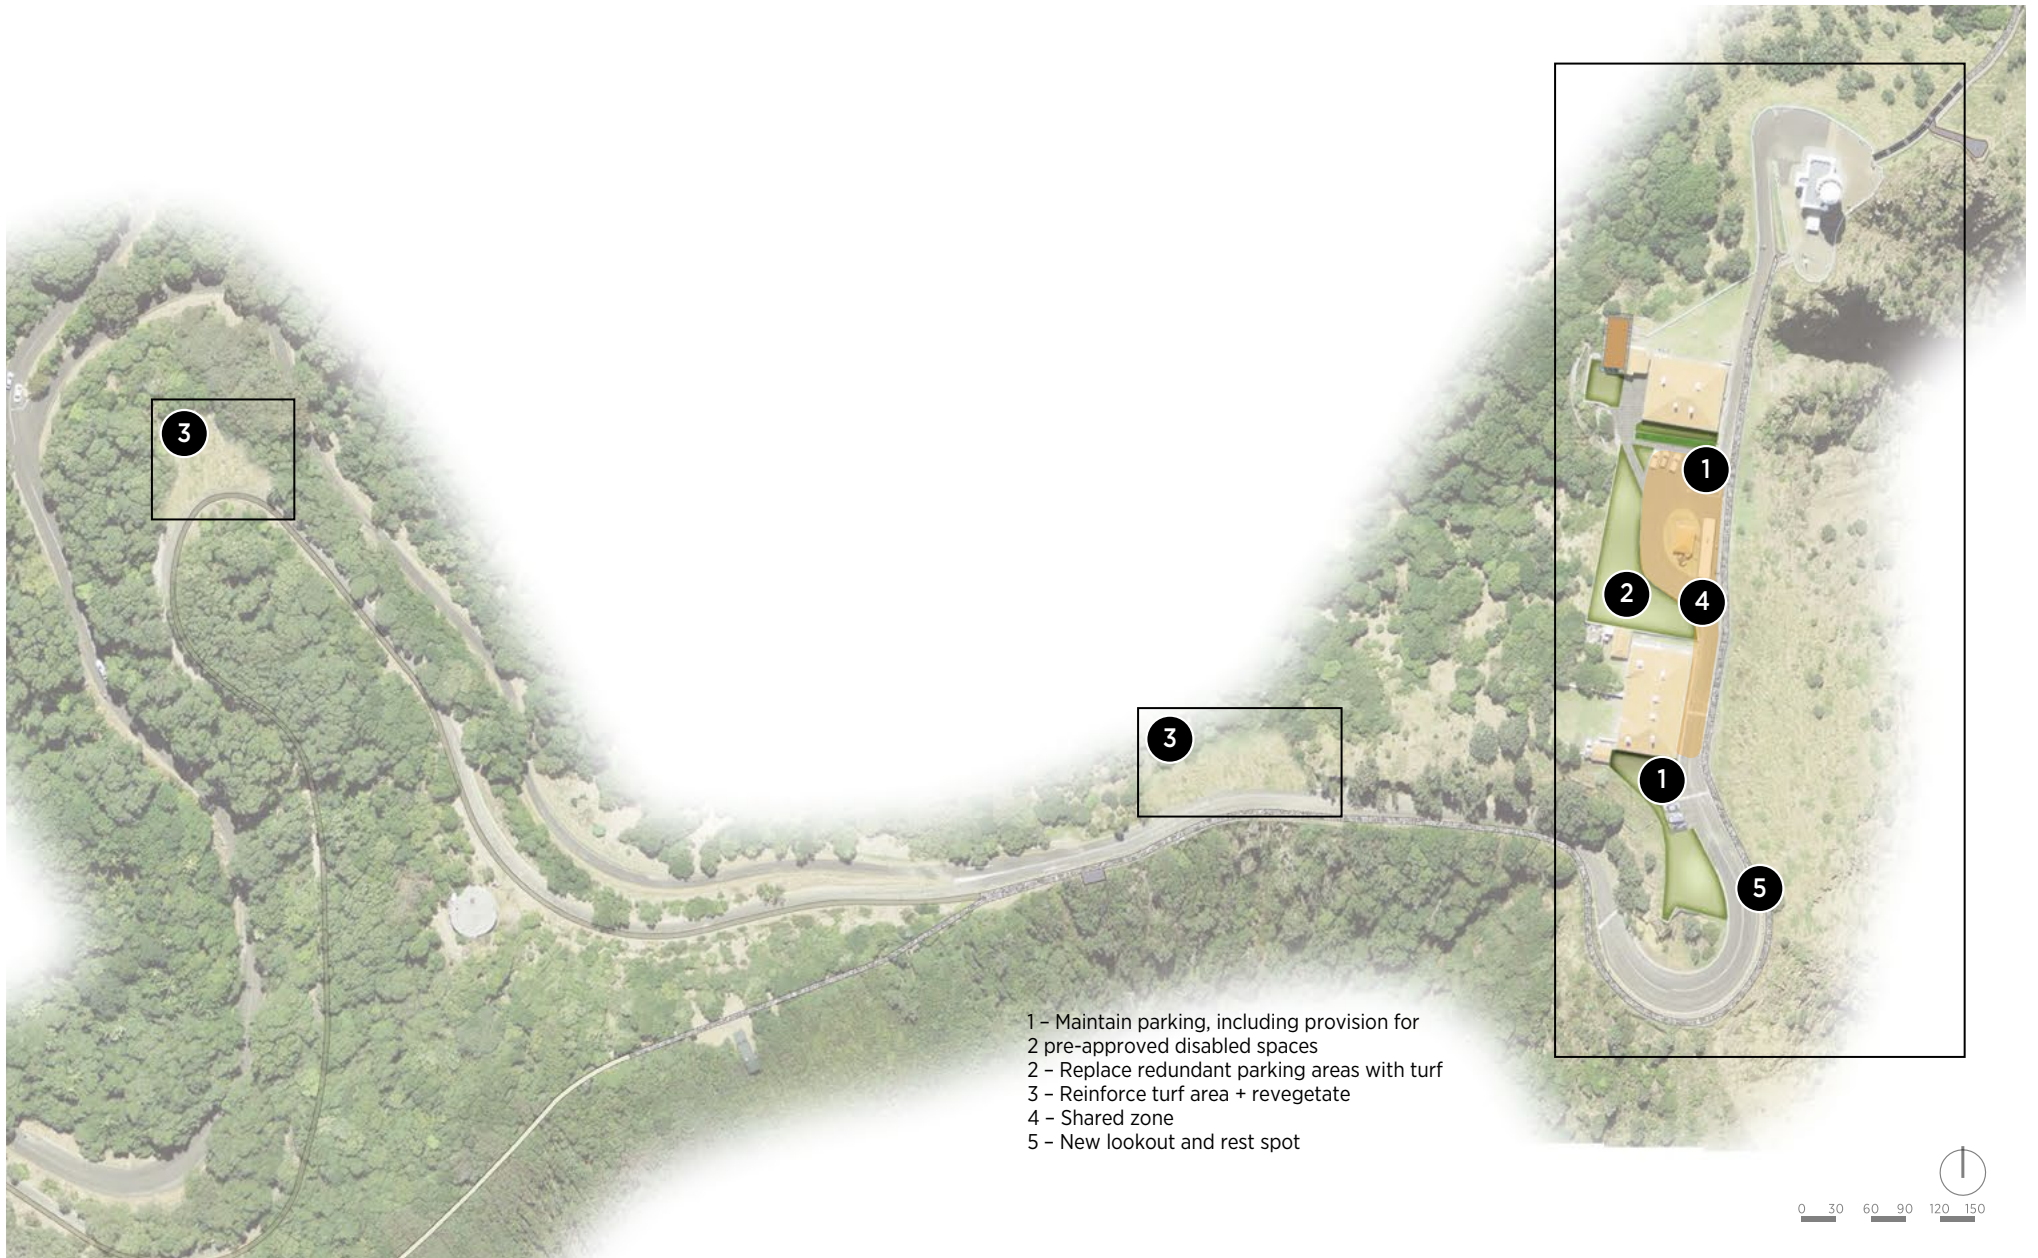 3
1
2
4
3
1
5
1 – Maintain parking, including provision for
2 pre-approved disabled spaces
2 – Replace redundant parking areas with turf
3 – Reinforce turf area + revegetate
4 – Shared zone
5 – New lookout and rest spot
0 30 60 90 120 150